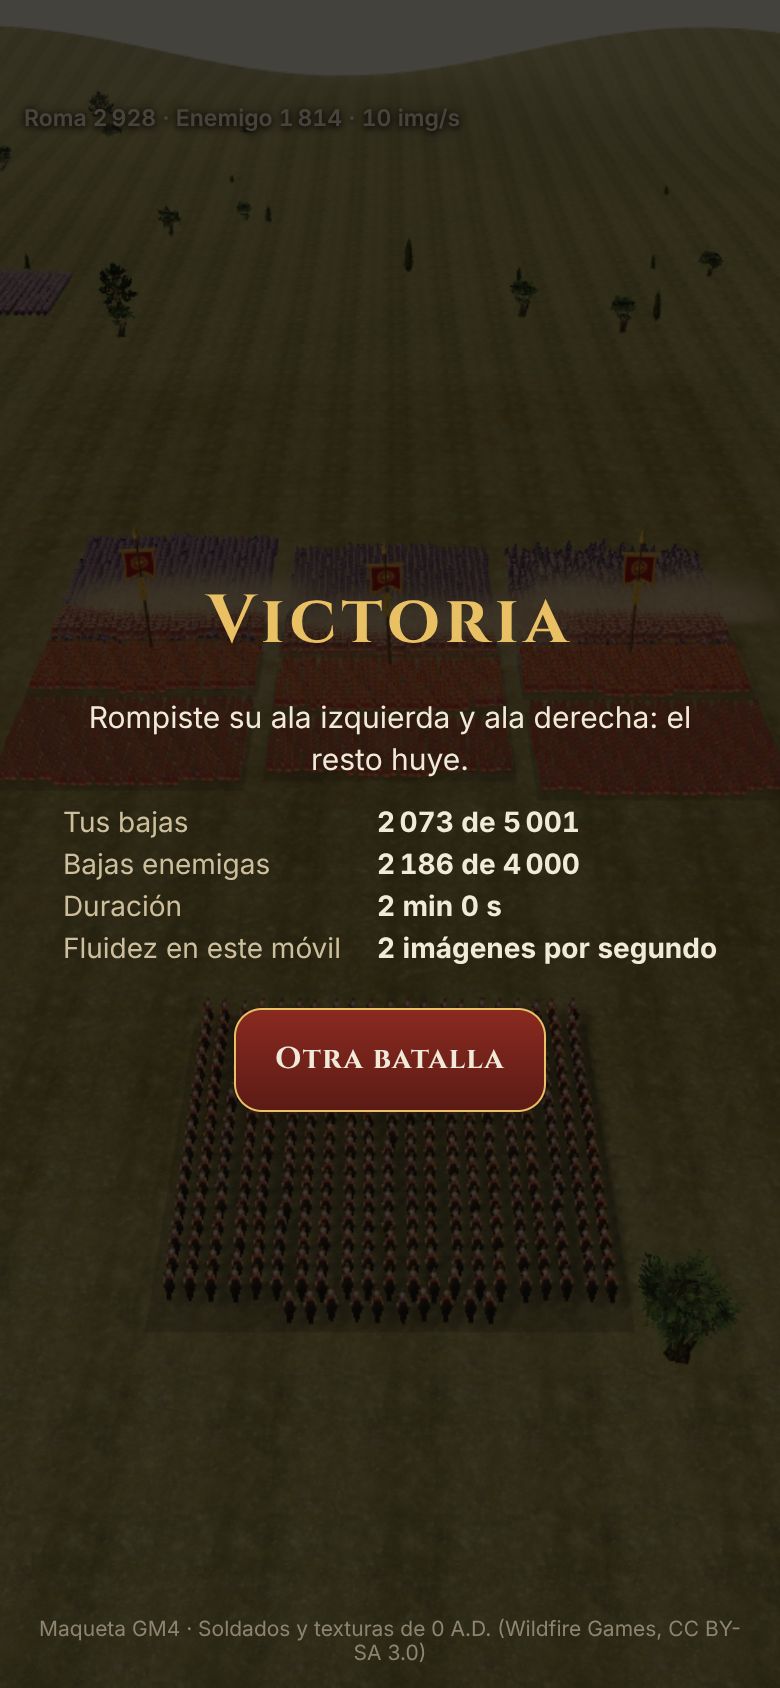 Roma 2 928 · Enemigo 1 814 · 10 img/s
VICTORIA
Rompiste su ala izquierda y ala derecha: el
resto huye.
Tus bajas 2 073 de 5 001
Bajas enemigas 2 186 de 4 000
Duración 2 min 0 s
Fluidez en este móvil 2 imágenes por segundo
OTRA BATALLA
Maqueta GM4 · Soldados y texturas de 0 A.D. (Wildfire Games, CC BY-
SA 3.0)